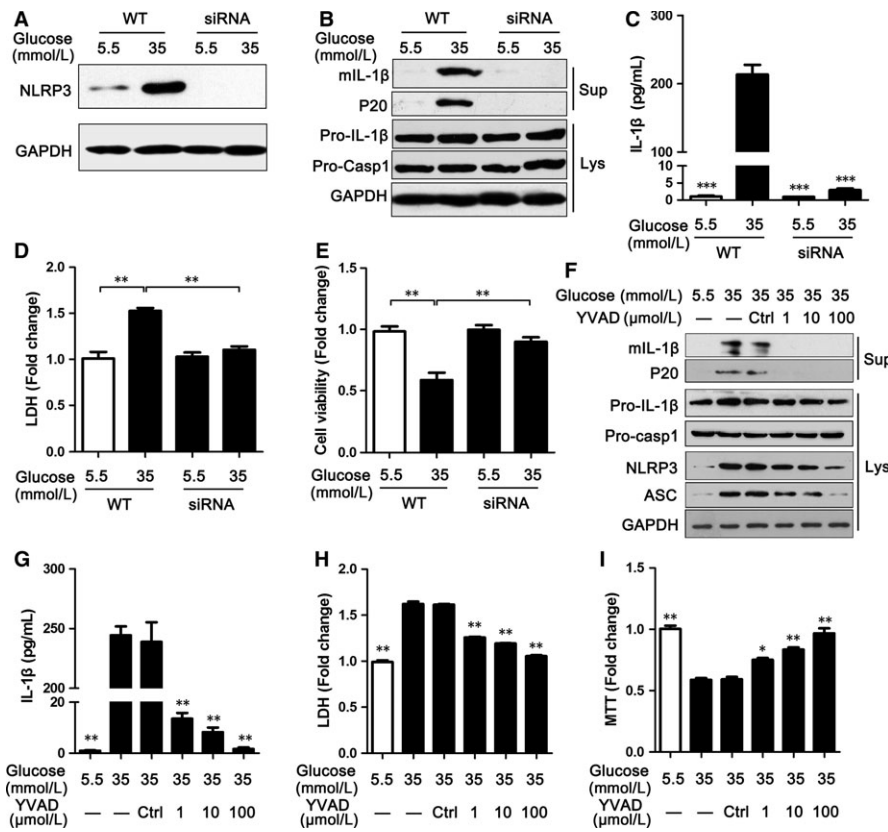 A
WT siRNA
Glucose (mmol/L) 5.5 35 5.5 35
NLRP3
GAPDH
B
WT siRNA
Glucose (mmol/L) 5.5 35 5.5 35
mIL-1β
P20
Sup
Pro-IL-1β
Pro-Casp1
GAPDH
Lys
C
IL-1β (pg/mL)
300
200
100
10
5
0
*** *** ***
Glucose (mmol/L) 5.5 35 5.5 35
WT siRNA
D
LDH (Fold change)
2.0
1.5
1.0
0.5
0.0
** **
Glucose (mmol/L) 5.5 35 5.5 35
WT siRNA
E
Cell viability (Fold change)
1.5
1.0
0.5
0.0
** **
Glucose (mmol/L) 5.5 35 5.5 35
WT siRNA
F
Glucose (mmol/L) 5.5 35 35 35 35 35
YVAD (μmol/L) — — Ctrl 1 10 100
mIL-1β
P20
Sup
Pro-IL-1β
Pro-casp1
NLRP3
ASC
GAPDH
Lys
G
IL-1β (pg/mL)
300
250
200
20
0
** ** ** **
Glucose (mmol/L) 5.5 35 35 35 35 35
YVAD (μmol/L) — — Ctrl 1 10 100
H
LDH (Fold change)
2.0
1.5
1.0
0.5
0.0
** ** ** **
Glucose (mmol/L) 5.5 35 35 35 35 35
YVAD (μmol/L) — — Ctrl 1 10 100
I
MTT (Fold change)
1.5
1.0
0.5
0.0
** * ** **
Glucose (mmol/L) 5.5 35 35 35 35 35
YVAD (μmol/L) — — Ctrl 1 10 100